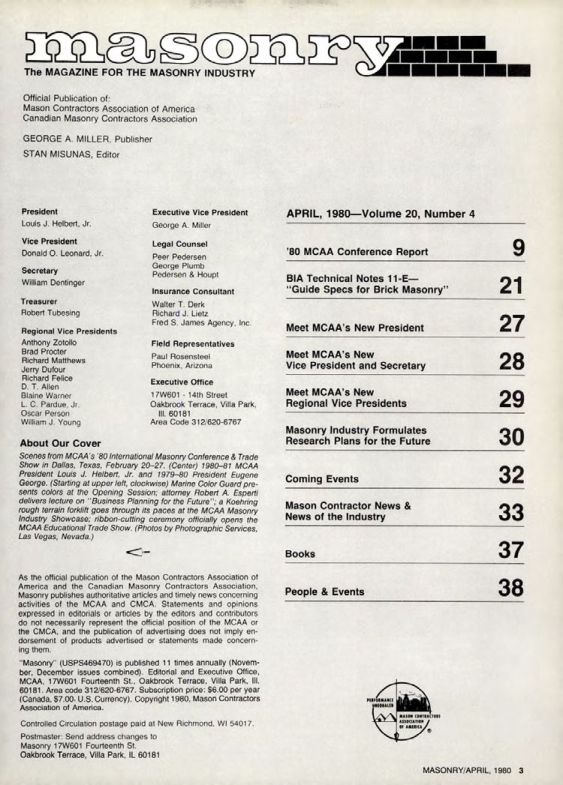 masonry
The MAGAZINE FOR THE MASONRY INDUSTRY
Official Publication of:
Mason Contractors Association of America
Canadian Masonry Contractors Association
GEORGE A. MILLER, Publisher
STAN MISUNAS, Editor
President
Louis J. Helbert, Jr.
Vice President
Donald O. Leonard, Jr.
Secretary
William Dentinger
Treasurer
Robert Tubesing
Regional Vice Presidents
Anthony Zotollo
Brad Procter
Richard Matthews
Jerry Dufour
Richard Felice
D. T. Allen
Blaine Warner
L. C. Pardue, Jr.
Oscar Person
William J. Young
Executive Vice President
George A. Miller
Legal Counsel
Peer Pedersen
George Plumb
Pedersen & Houpt
Insurance Consultant
Walter T. Derk
Richard J. Lietz
Fred S. James Agency, Inc.
Field Representatives
Paul Rosensteel
Phoenix, Arizona
Executive Office
17W601 - 14th Street
Oakbrook Terrace, Villa Park,
Ill. 60181
Area Code 312/620-6767
About Our Cover
Scenes from MCAA's '80 International Masonry Conference & Trade
Show in Dallas, Texas, February 20-27. (Center) 1980-81 MCAA
President Louis J. Helbert, Jr. and 1979-80 President Eugene
George. (Starting at upper left, clockwise) Marine Color Guard pre-
sents colors at the Opening Session; attorney Robert A. Esperti
delivers lecture on "Business Planning for the Future"; a Koehring
rough terrain forklift goes through its paces at the MCAA Masonry
Industry Showcase; ribbon-cutting ceremony officially opens the
MCAA Educational Trade Show. (Photos by Photographic Services,
Las Vegas, Nevada.)
As the official publication of the Mason Contractors Association of
America and the Canadian Masonry Contractors Association,
Masonry publishes authoritative articles and timely news concerning
activities of the MCAA and CMCA. Statements and opinions
expressed in editorials or articles by the editors and contributors
do not necessarily represent the official position of the MCAA or
the CMCA, and the publication of advertising does not imply en-
dorsement of products advertised or statements made concern-
ing them.
"Masonry" (USPS469470) is published 11 times annually (Novem-
ber, December issues combined). Editorial and Executive Office,
MCAA, 17W601 Fourteenth St., Oakbrook Terrace, Villa Park, Ill.
60181. Area code 312/620-6767. Subscription price: $6.00 per year
(Canada, $7.00- U.S. Currency). Copyright 1980, Mason Contractors
Association of America.
Controlled Circulation postage paid at New Richmond, WI 54017.
Postmaster: Send address changes to
Masonry 17W601 Fourteenth St.
Oakbrook Terrace, Villa Park, IL 60181
APRIL, 1980—Volume 20, Number 4
'80 MCAA Conference Report 9
BIA Technical Notes 11-E—
"Guide Specs for Brick Masonry" 21
Meet MCAA's New President 27
Meet MCAA's New
Vice President and Secretary 28
Meet MCAA's New
Regional Vice Presidents 29
Masonry Industry Formulates
Research Plans for the Future 30
Coming Events 32
Mason Contractor News &
News of the Industry 33
Books 37
People & Events 38
PERFORMANCE
UNEQUALED
MASON CONTRACTORS
ASSOCIATION
OF AMERICA
®
MASONRY/APRIL, 1980 3